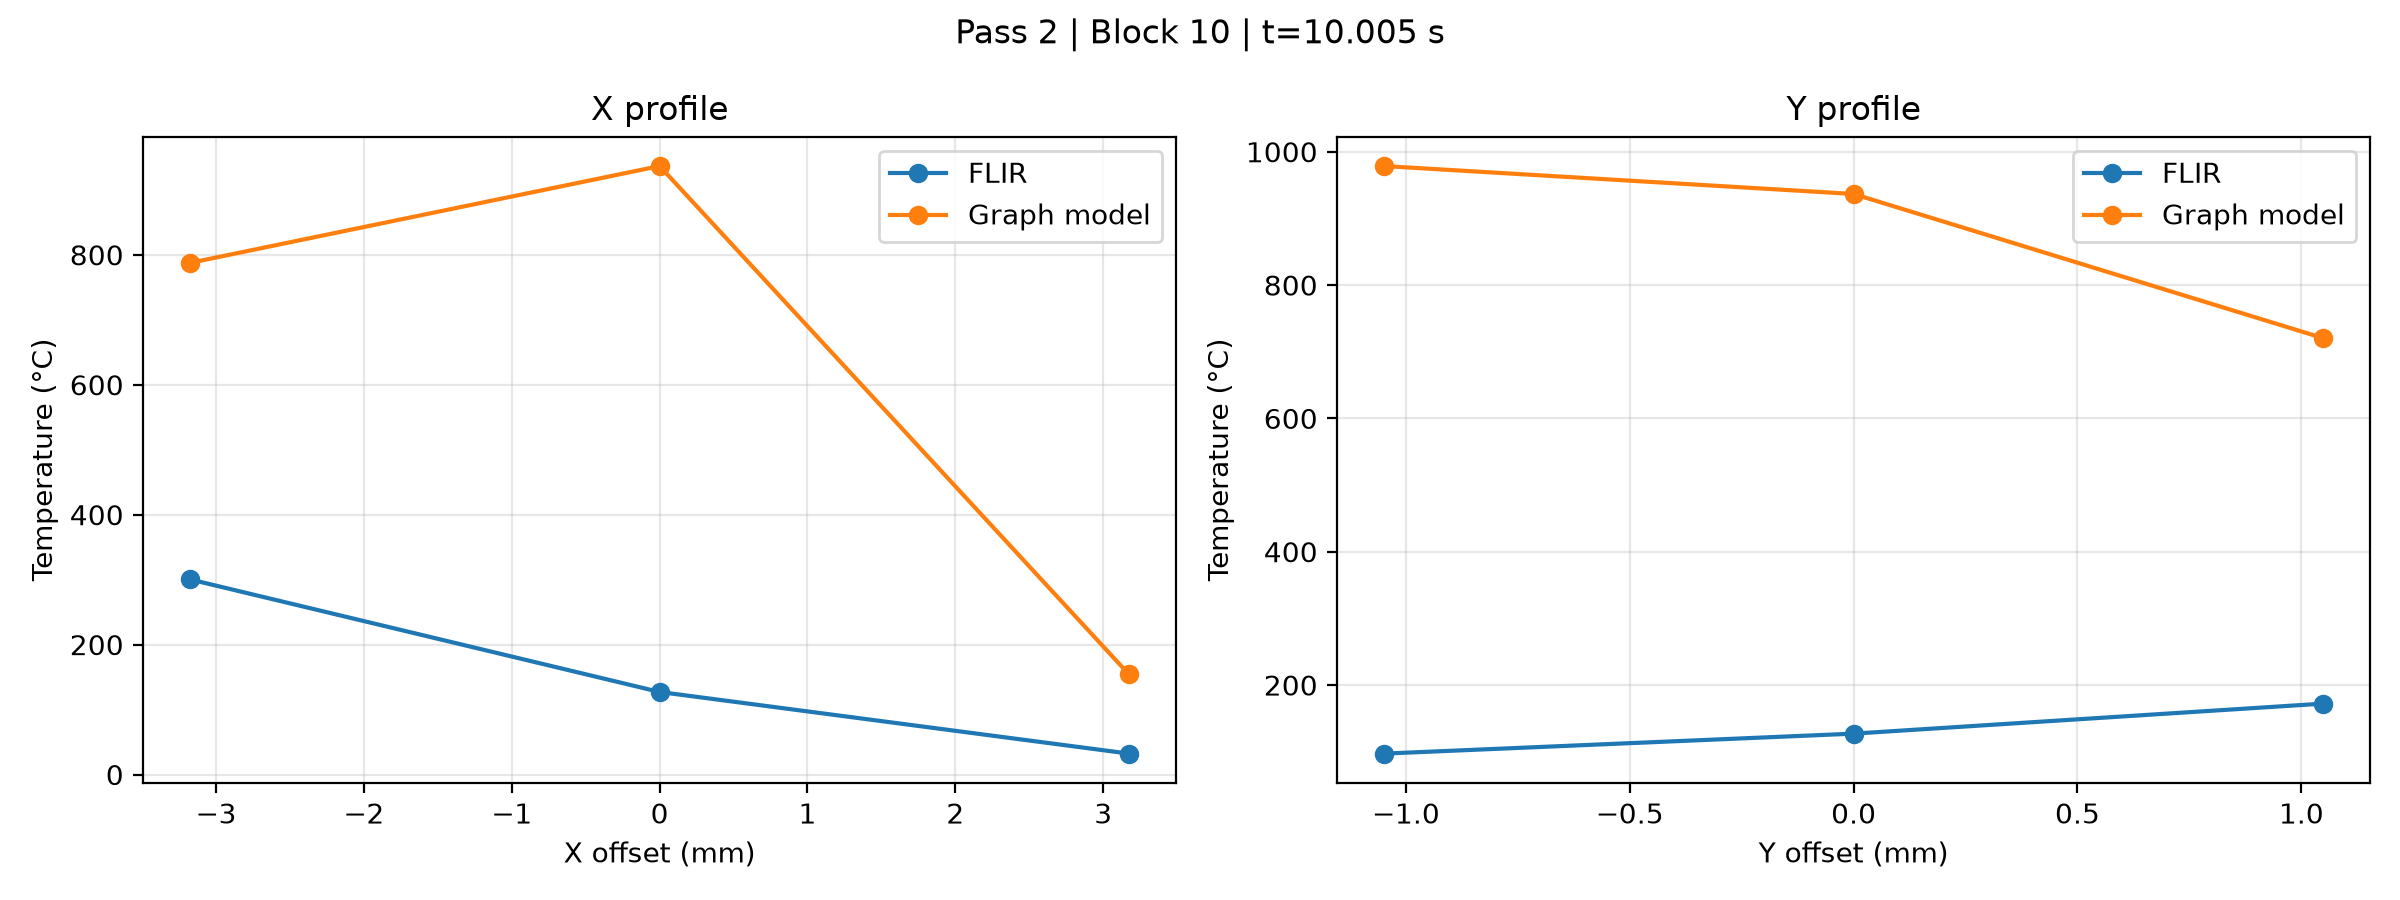 Pass 2 | Block 10 | t=10.005 s
X profile
FLIR
Graph model
Temperature (°C)
800
600
400
200
0
−3
−2
−1
0
1
2
3
X offset (mm)
Y profile
FLIR
Graph model
Temperature (°C)
1000
800
600
400
200
−1.0
−0.5
0.0
0.5
1.0
Y offset (mm)